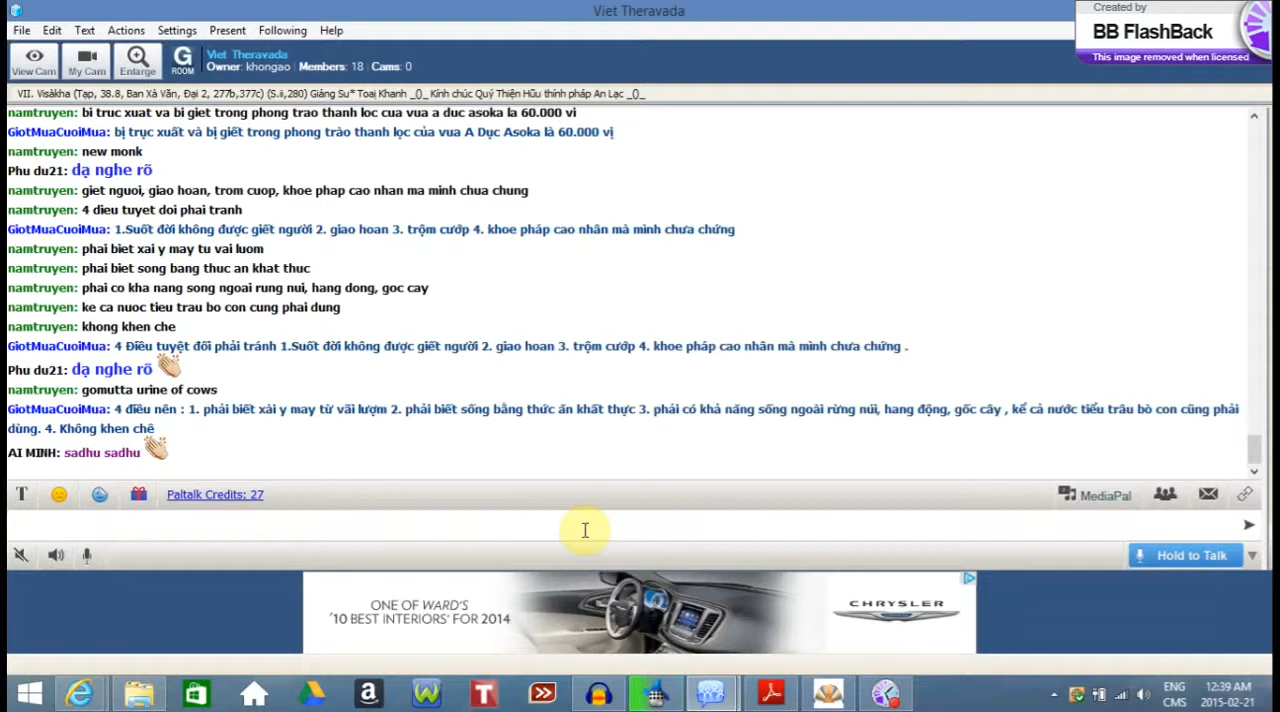 Viet Theravada
Created by
BB FlashBack
This image removed when licensed
File Edit Text Actions Settings Present Following Help
View Cam My Cam Enlarge G ROOM
Viet Theravada
Owner: khongao Members: 18 Cams: 0
VII. Visàkha (Tạp, 38.8, Ban Xà Văn, Đại 2, 277b,377c) (S.ii,280) Giảng Sư* Toại Khanh _()_ Kính chúc Quý Thiện Hữu thính pháp An Lạc _()_
namtruyen: bi truc xuat va bi giet trong phong trao thanh loc cua vua a duc asoka la 60.000 vi
GiotMuaCuoiMua: bị trục xuất và bị giết trong phong trào thanh lọc của vua A Dục Asoka là 60.000 vị
namtruyen: new monk
Phu du21: dạ nghe rõ
namtruyen: giet nguoi, giao hoan, trom cuop, khoe phap cao nhan ma minh chua chung
namtruyen: 4 dieu tuyet doi phai tranh
GiotMuaCuoiMua: 1.Suốt đời không được giết người 2. giao hoan 3. trộm cướp 4. khoe pháp cao nhân mà mình chưa chứng
namtruyen: phai biet xai y may tu vai luom
namtruyen: phai biet song bang thuc an khat thuc
namtruyen: phai co kha nang song ngoai rung nui, hang dong, goc cay
namtruyen: ke ca nuoc tieu trau bo con cung phai dung
namtruyen: khong khen che
GiotMuaCuoiMua: 4 Điều tuyệt đối phải tránh 1.Suốt đời không được giết người 2. giao hoan 3. trộm cướp 4. khoe pháp cao nhân mà mình chưa chứng .
Phu du21: dạ nghe rõ
namtruyen: gomutta urine of cows
GiotMuaCuoiMua: 4 điều nên : 1. phải biết xài y may từ vãi lượm 2. phải biết sống bằng thức ăn khất thực 3. phải có khả năng sống ngoài rừng núi, hang động, gốc cây , kể cả nước tiểu trâu bò con cũng phải
dùng. 4. Không khen chê
AI MINH: sadhu sadhu
T Paltalk Credits: 27 MediaPal
Hold to Talk
ONE OF WARD'S
'10 BEST INTERIORS' FOR 2014
CHRYSLER
ENG 12:39 AM
CMS 2015-02-21